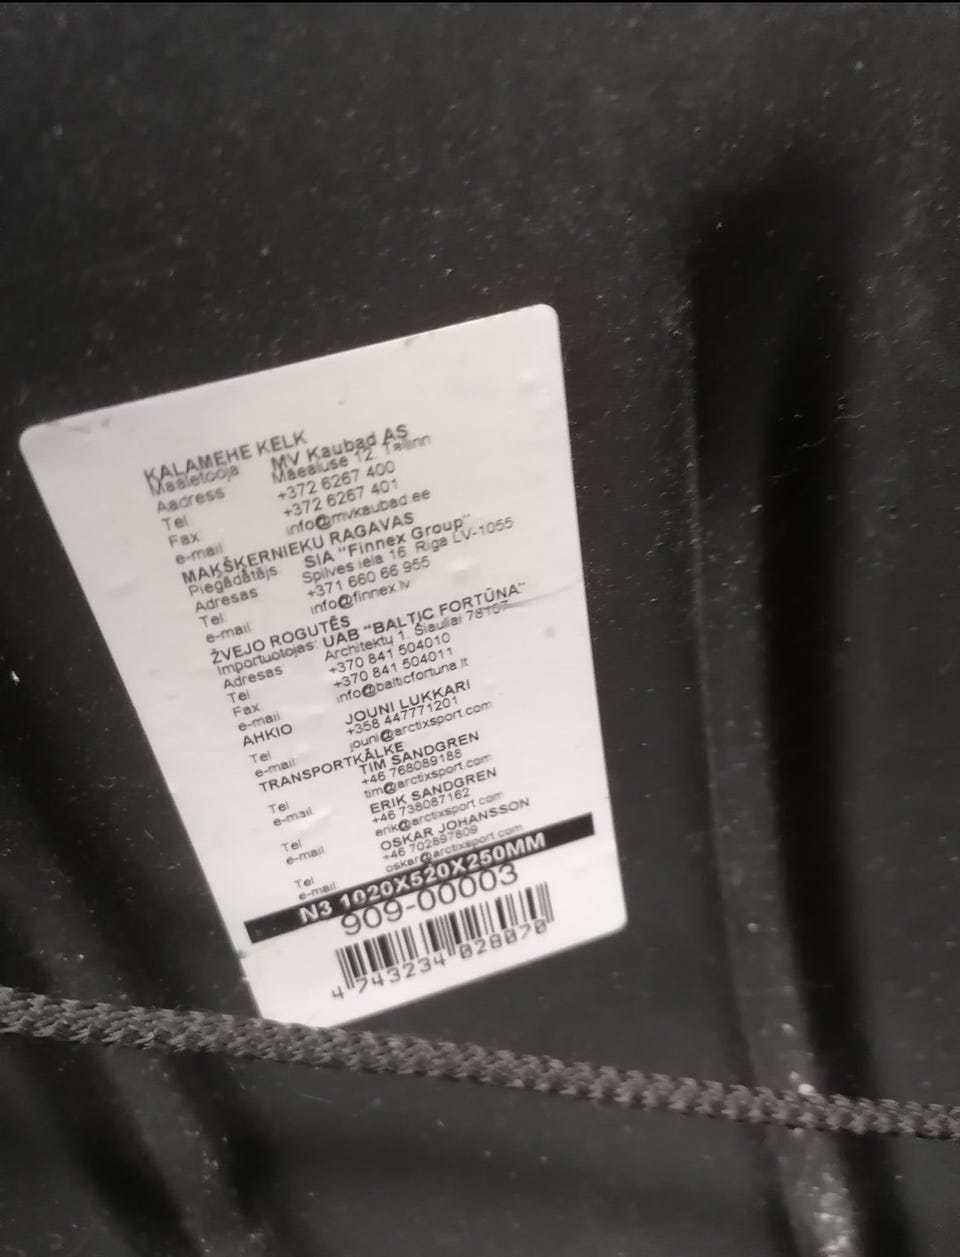 KALAMEHE KELK
Maaletooja MV Kaubad AS
Aadress Mäealuse 12, Tallinn
Tel. +372 6267 400
Fax +372 6267 401
e-mail info@mvkaubad.ee
MAKŠĶERNIEKU RAGAVAS
Piegādātājs SIA "Finnex Group"
Adresas Spilves iela 16, Riga LV-1055
Tel. +371 660 66 955
e-mail info@finnex.lv
ŽVEJO ROGUTĖS
Importuotojas: UAB "BALTIC FORTŪNA"
Adresas Architektų 1, Šiauliai 78107
Tel +370 841 504010
Fax +370 841 504011
e-mail info@balticfortuna.lt
AHKIO JOUNI LUKKARI
Tel +358 447771201
e-mail jouni@arctixsport.com
TRANSPORTKÄLKE
TIM SANDGREN
Tel +46 768089188
e-mail tim@arctixsport.com
ERIK SANDGREN
Tel +46 738087162
e-mail erik@arctixsport.com
OSKAR JOHANSSON
Tel +46 702897809
e-mail oskar@arctixsport.com
N3 1020X520X250MM
909-00003
4 743234 028070